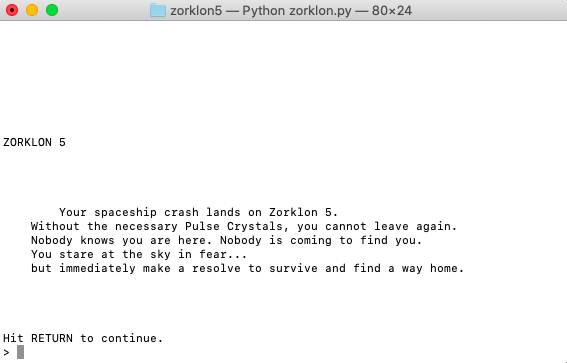 zorklon5 — Python zorklon.py — 80×24
ZORKLON 5
Your spaceship crash lands on Zorklon 5.
Without the necessary Pulse Crystals, you cannot leave again.
Nobody knows you are here. Nobody is coming to find you.
You stare at the sky in fear...
but immediately make a resolve to survive and find a way home.
Hit RETURN to continue.
>